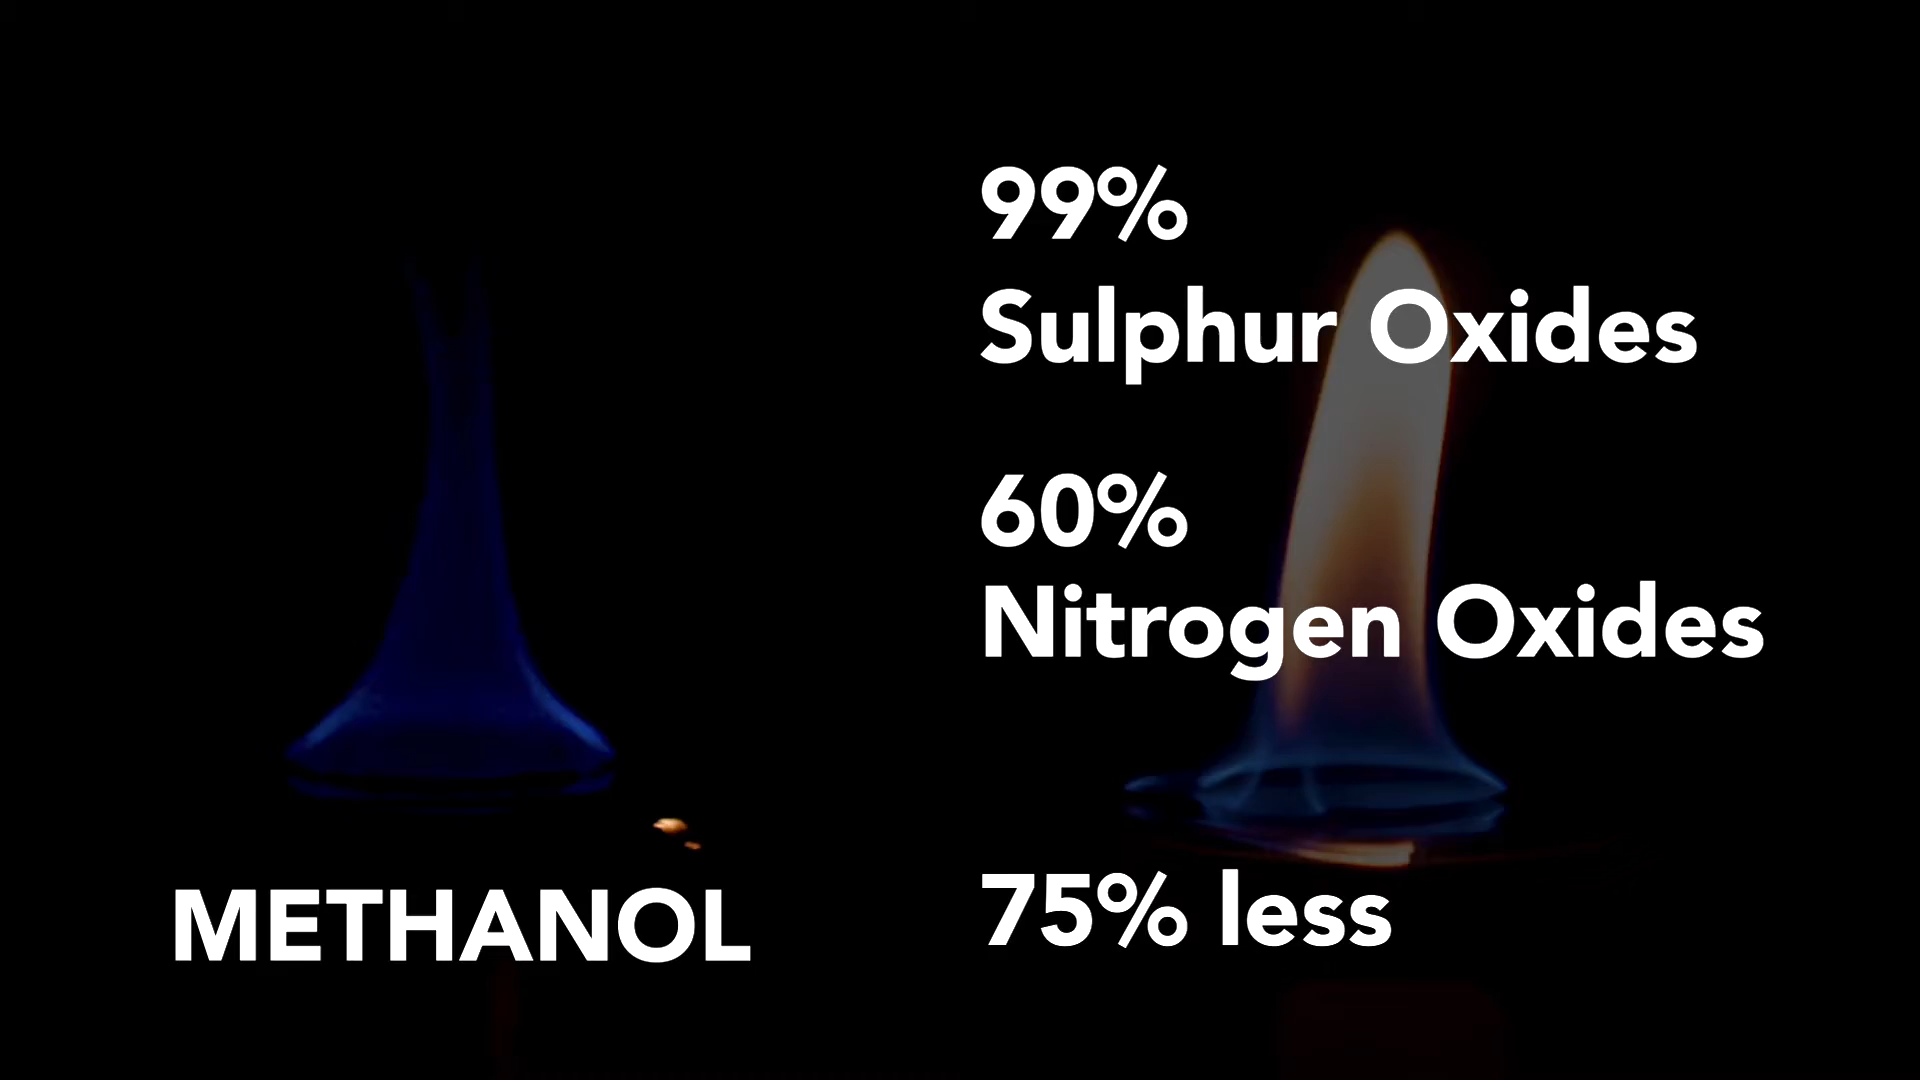 99%
Sulphur Oxides
60%
Nitrogen Oxides
75% less
METHANOL